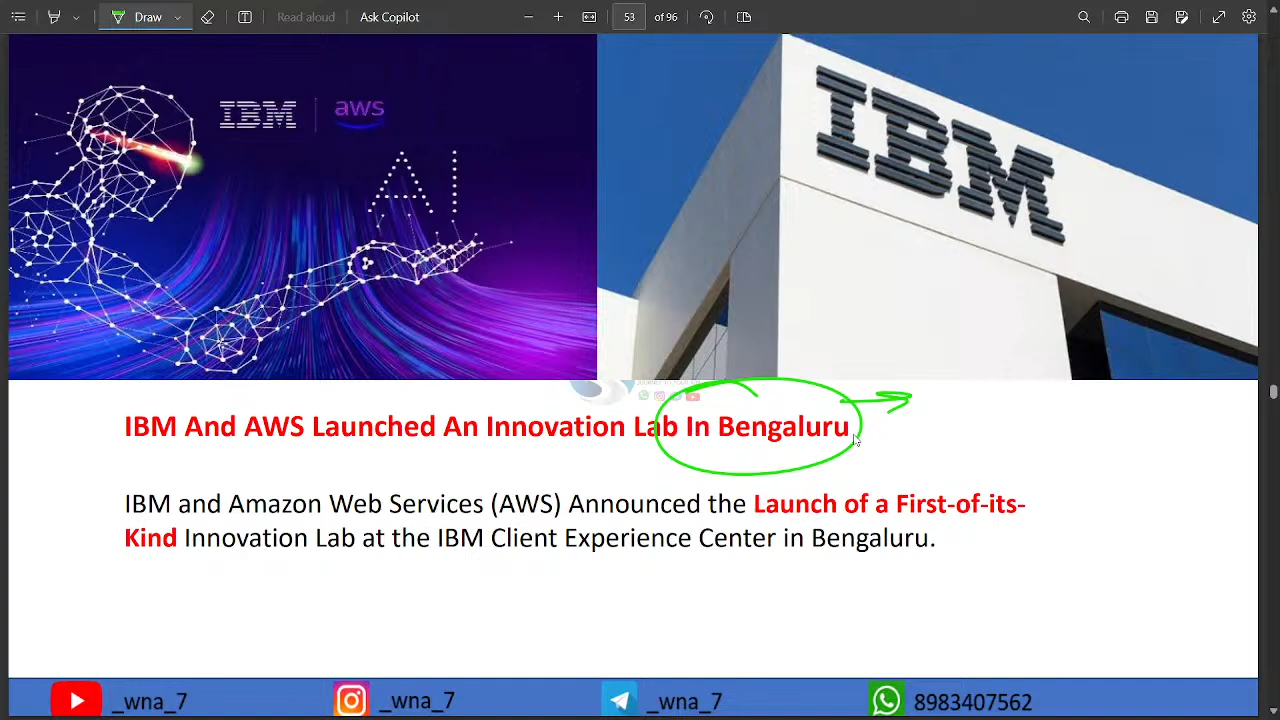 Draw
Read aloud
Ask Copilot
53
of 96
IBM
aws
AI
IBM
IBM And AWS Launched An Innovation Lab In Bengaluru
IBM and Amazon Web Services (AWS) Announced the Launch of a First-of-its-
Kind Innovation Lab at the IBM Client Experience Center in Bengaluru.
_wna_7
_wna_7
_wna_7
8983407562